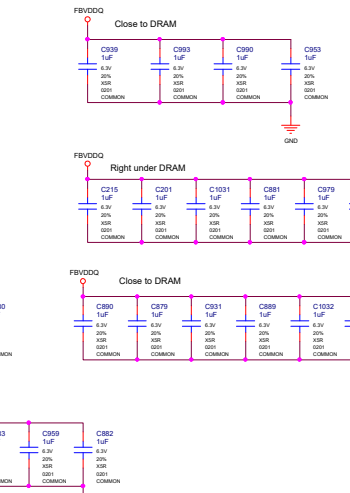 FBVDDQ
Close to DRAM
C939 C993 C990 C953
1uF 1uF 1uF 1uF
6.3V 6.3V 6.3V 6.3V
20% 20% 20% 20%
X5R X5R X5R X5R
0201 0201 0201 0201
COMMON COMMON COMMON COMMON
GND
FBVDDQ
Right under DRAM
C215 C201 C1031 C881 C979
1uF 1uF 1uF 1uF 1uF
6.3V 6.3V 6.3V 6.3V 6.3V
20% 20% 20% 20% 20%
X5R X5R X5R X5R X5R
0201 0201 0201 0201 0201
COMMON COMMON COMMON COMMON COMMON
FBVDDQ
Close to DRAM
C890 C879 C931 C889 C1032
1uF 1uF 1uF 1uF 1uF
6.3V 6.3V 6.3V 6.3V 6.3V
20% 20% 20% 20% 20%
X5R X5R X5R X5R X5R
0201 0201 0201 0201 0201
COMMON COMMON COMMON COMMON COMMON
C959 C882
1uF 1uF
6.3V 6.3V
20% 20%
X5R X5R
0201 0201
COMMON COMMON